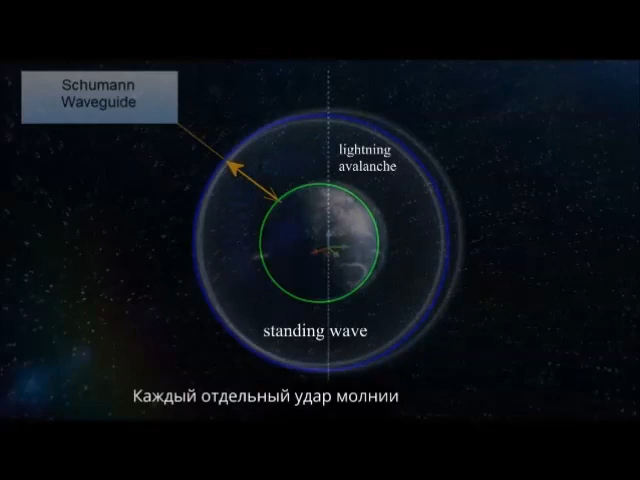 Schumann
Waveguide
lightning
avalanche
standing wave
Каждый отдельный удар молнии